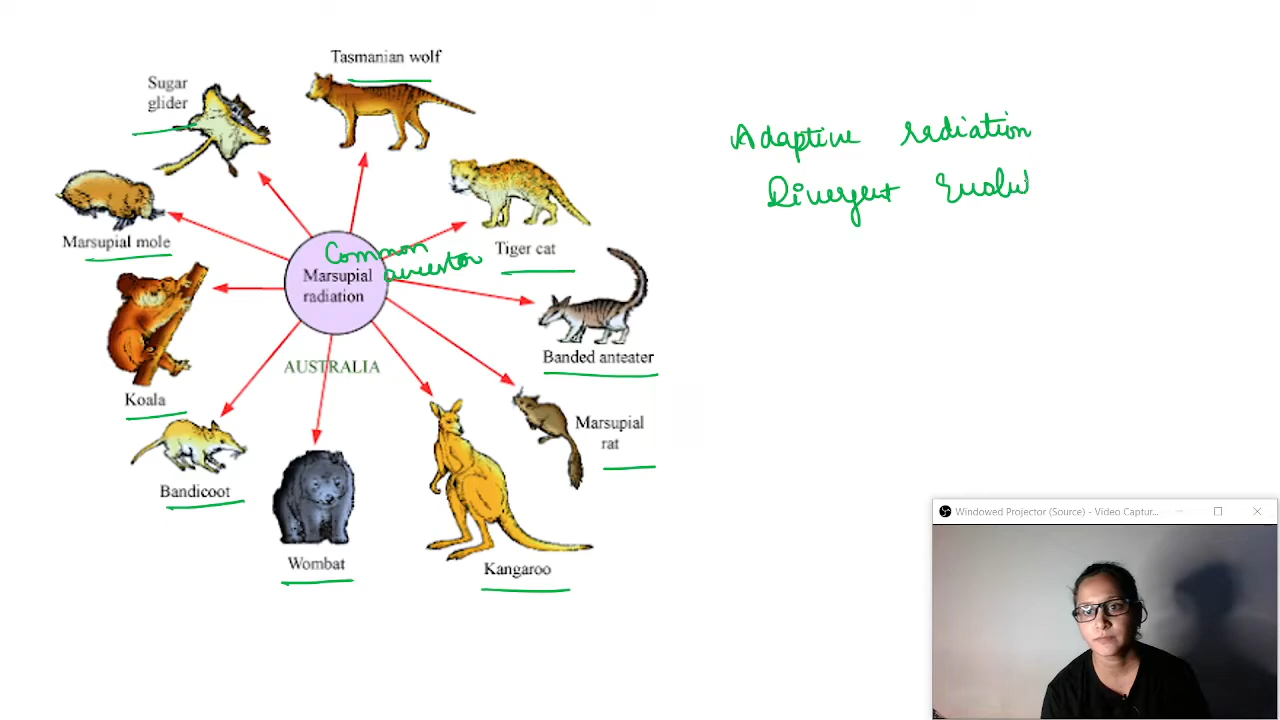 Tasmanian wolf
Sugar
glider
Adaptive radiation
Divergent Evolut
Marsupial mole
Tiger cat
Common
ancestor
Marsupial
radiation
Banded anteater
AUSTRALIA
Koala
Marsupial
rat
Bandicoot
Wombat
Kangaroo
Windowed Projector (Source) - Video Captur...